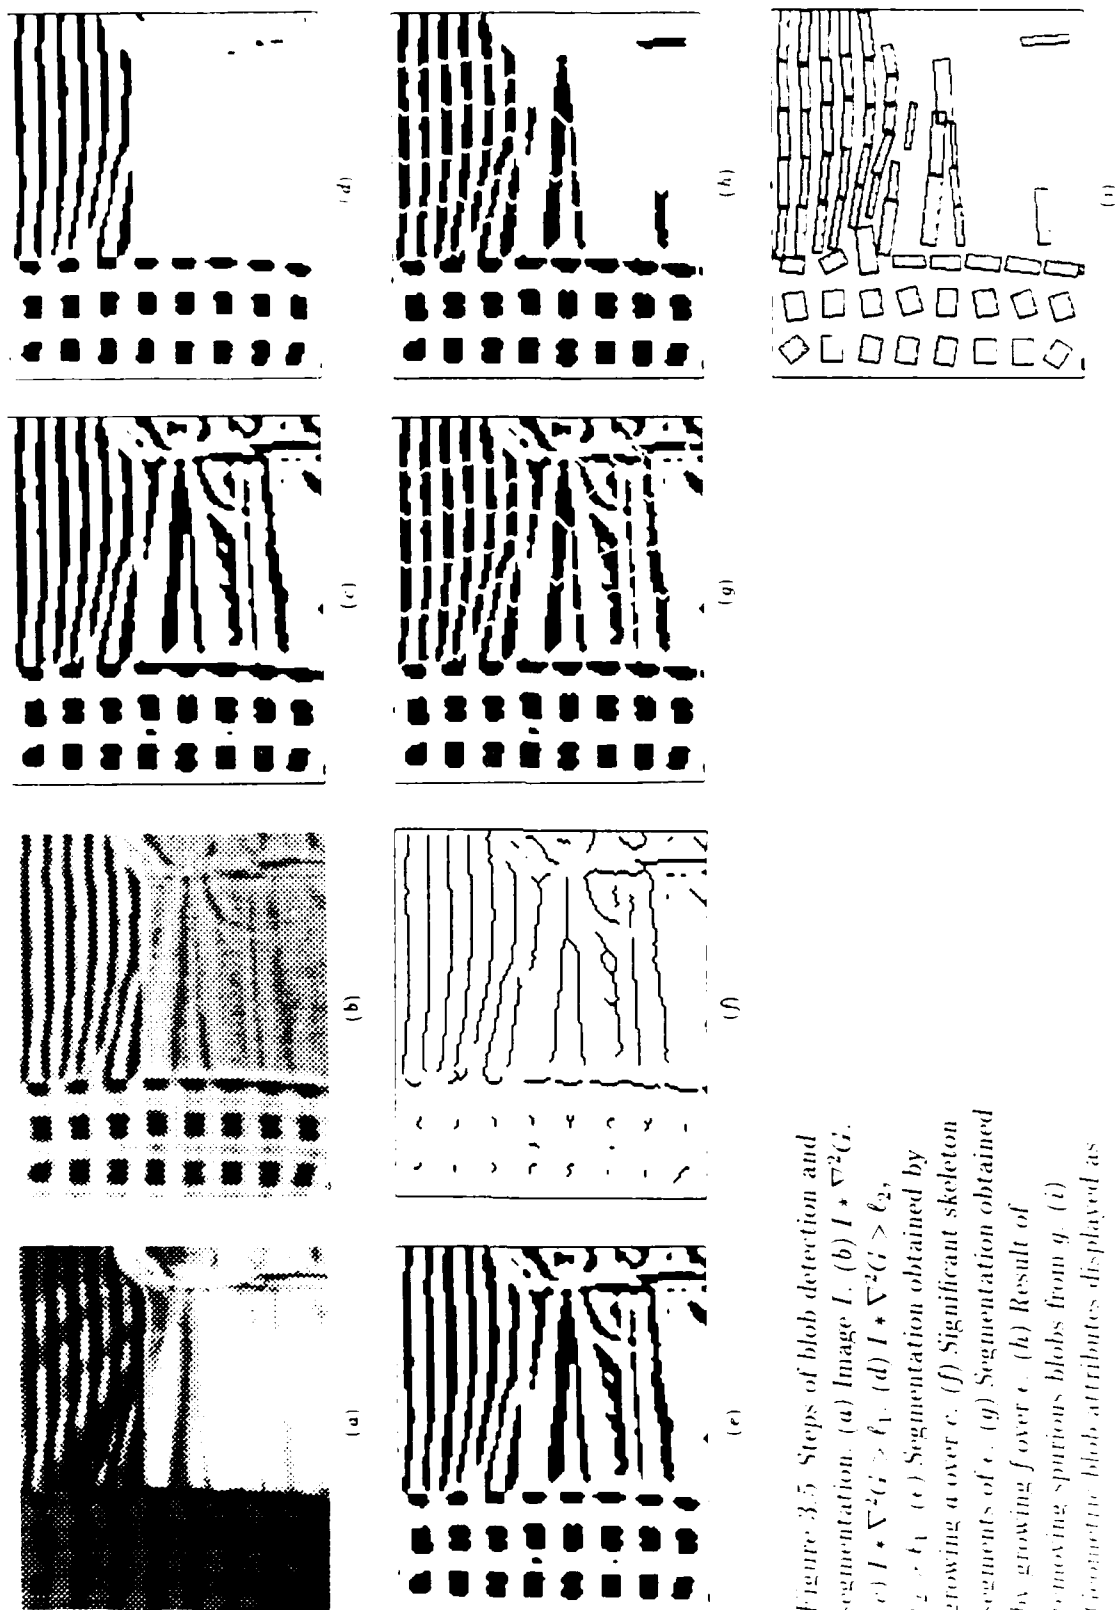 (a)
(b)
(c)
(d)
(e)
(f)
(g)
(h)
(i)
Figure 3.5 Steps of blob detection and
segmentation. (a) Image I. (b) I * ∇²G.
(c) I * ∇²G > ℓ₁. (d) I * ∇²G > ℓ₂,
ℓ₂ > ℓ₁. (e) Segmentation obtained by
growing d over c. (f) Significant skeleton
segments of e. (g) Segmentation obtained
by growing f over e. (h) Result of
removing spurious blobs from g. (i)
Geometric blob attributes displayed as